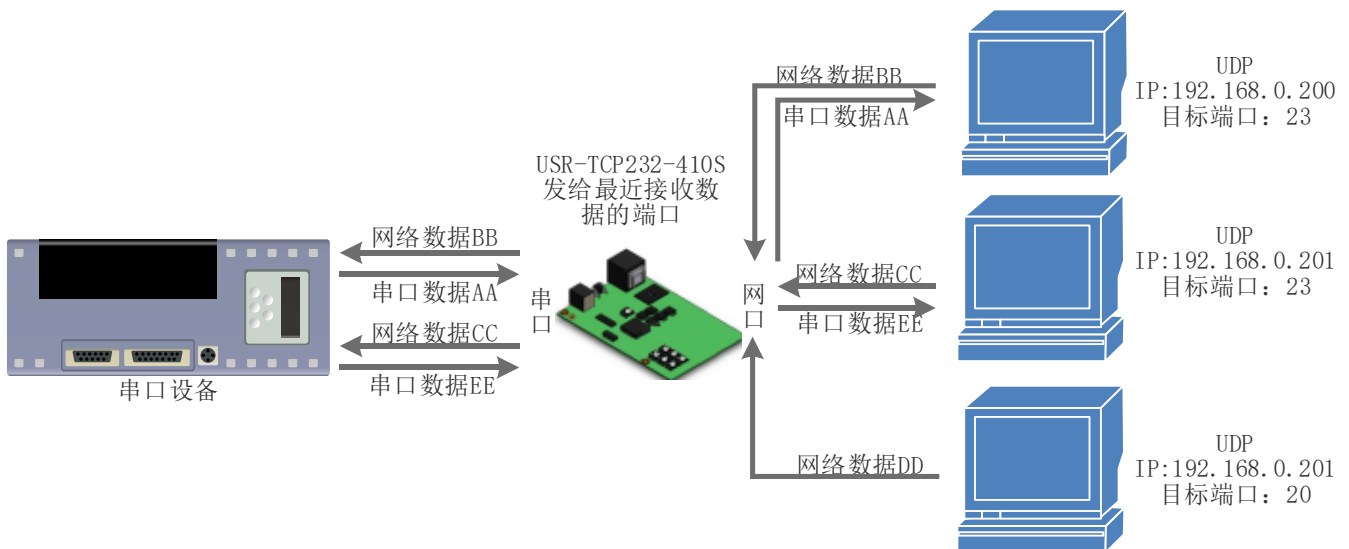 网络数据BB
串口数据AA
UDP
IP:192.168.0.200
目标端口：23
USR-TCP232-410S
发给最近接收数
据的端口
网络数据BB
串口数据AA
网络数据CC
串口数据EE
串口设备
串口
网口
网络数据CC
串口数据EE
UDP
IP:192.168.0.201
目标端口：23
网络数据DD
UDP
IP:192.168.0.201
目标端口：20